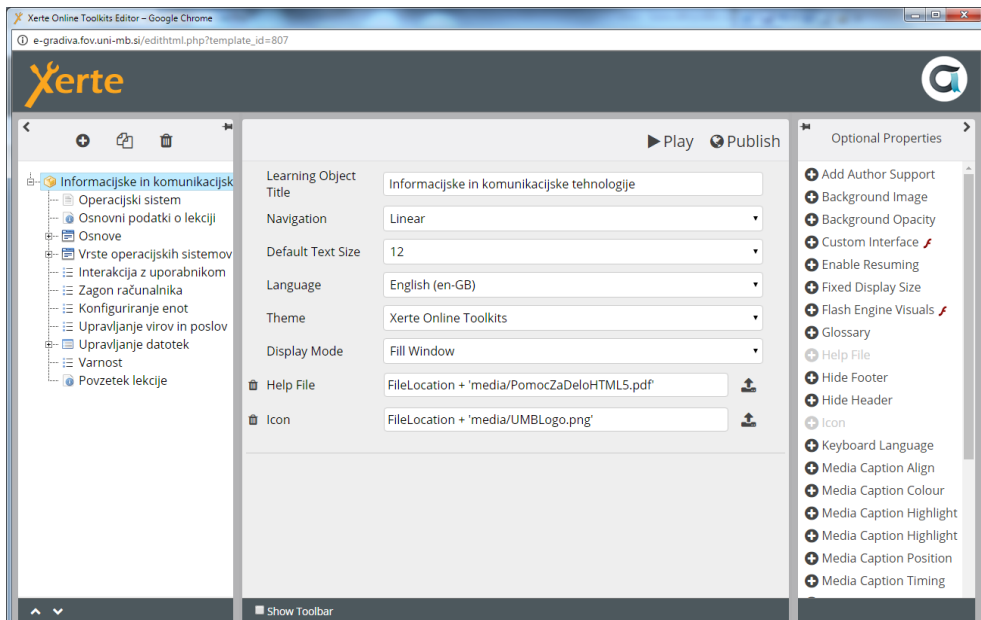 Xerte Online Toolkits Editor – Google Chrome
e-gradiva.fov.uni-mb.si/edithtml.php?template_id=807
Xerte
Informacijske in komunikacijsk
Operacijski sistem
Osnovni podatki o lekciji
Osnove
Vrste operacijskih sistemov
Interakcija z uporabnikom
Zagon računalnika
Konfiguriranje enot
Upravljanje virov in poslov
Upravljanje datotek
Varnost
Povzetek lekcije
Play Publish
Learning Object Title Informacijske in komunikacijske tehnologije
Navigation Linear
Default Text Size 12
Language English (en-GB)
Theme Xerte Online Toolkits
Display Mode Fill Window
Help File FileLocation + 'media/PomocZaDeloHTML5.pdf'
Icon FileLocation + 'media/UMBLogo.png'
Show Toolbar
Optional Properties
Add Author Support
Background Image
Background Opacity
Custom Interface
Enable Resuming
Fixed Display Size
Flash Engine Visuals
Glossary
Help File
Hide Footer
Hide Header
Icon
Keyboard Language
Media Caption Align
Media Caption Colour
Media Caption Highlight
Media Caption Highlight
Media Caption Position
Media Caption Timing